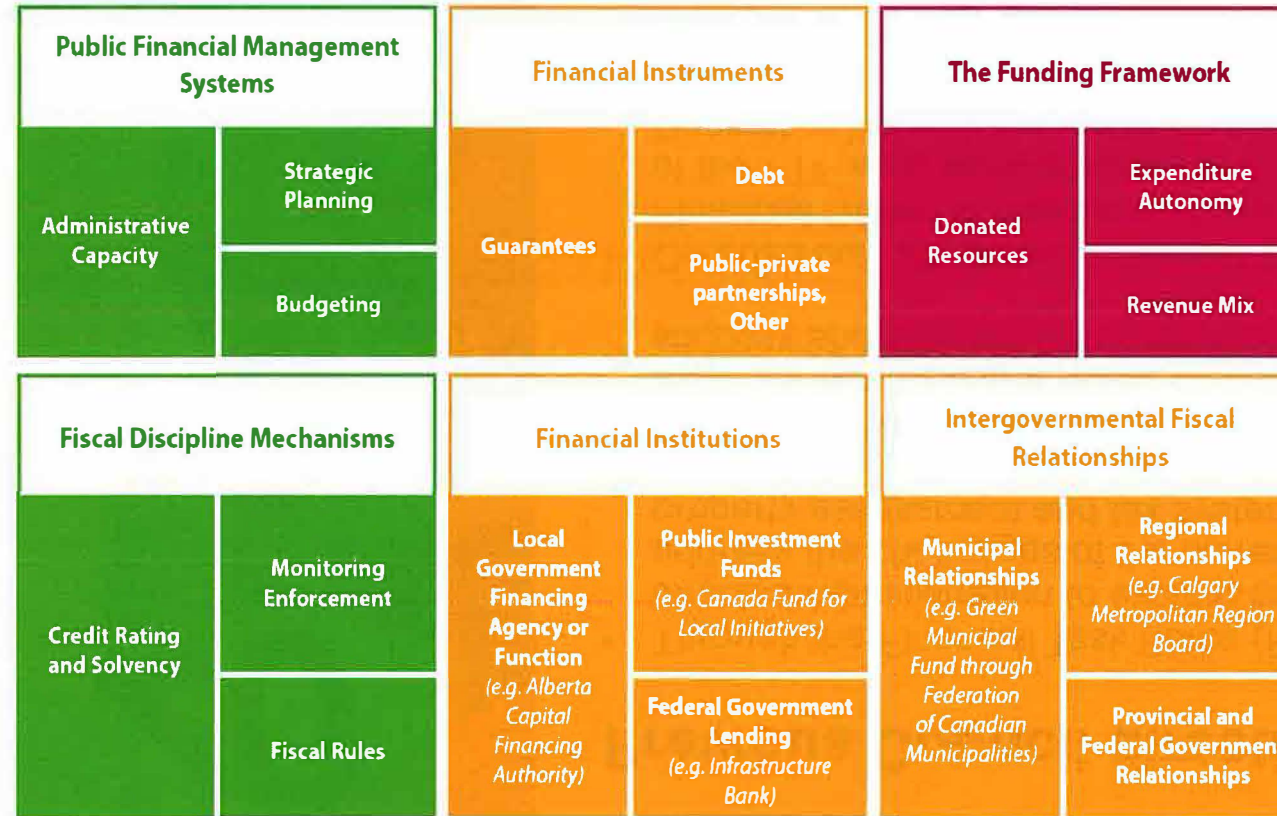 Public Financial Management
Systems
Administrative
Capacity
Strategic
Planning
Budgeting
Financial Instruments
Guarantees
Debt
Public-private
partnerships,
Other
The Funding Framework
Donated
Resources
Expenditure
Autonomy
Revenue Mix
Fiscal Discipline Mechanisms
Credit Rating
and Solvency
Monitoring
Enforcement
Fiscal Rules
Financial Institutions
Local
Government
Financing
Agency or
Function
(e.g. Alberta
Capital
Financing
Authority)
Public Investment
Funds
(e.g. Canada Fund for
Local Initiatives)
Federal Government
Lending
(e.g. Infrastructure
Bank)
Intergovernmental Fiscal
Relationships
Municipal
Relationships
(e.g. Green
Municipal
Fund through
Federation
of Canadian
Municipalities)
Regional
Relationships
(e.g. Calgary
Metropolitan Region
Board)
Provincial and
Federal Government
Relationships